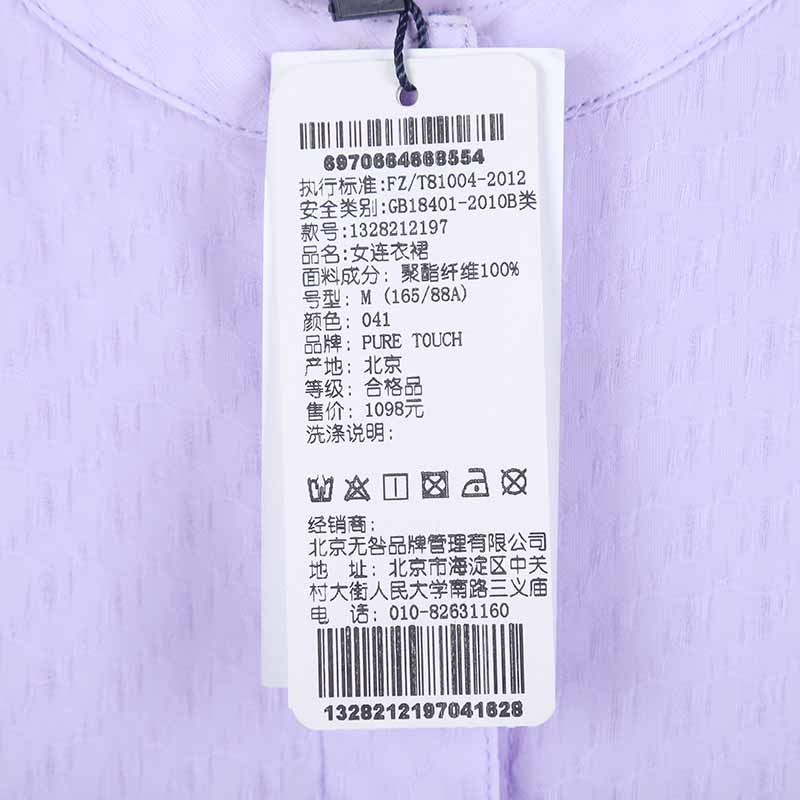 6970664868554
执行标准:FZ/T81004-2012
安全类别:GB18401-2010B类
款号:1328212197
品名:女连衣裙
面料成分: 聚酯纤维100%
号型: M (165/88A)
颜色: 041
品牌: PURE TOUCH
产地: 北京
等级: 合格品
售价: 1098元
洗涤说明:
经销商:
北京无咎品牌管理有限公司
地 址: 北京市海淀区中关
村大街人民大学南路三义庙
电 话: 010-82631160
1328212197041628